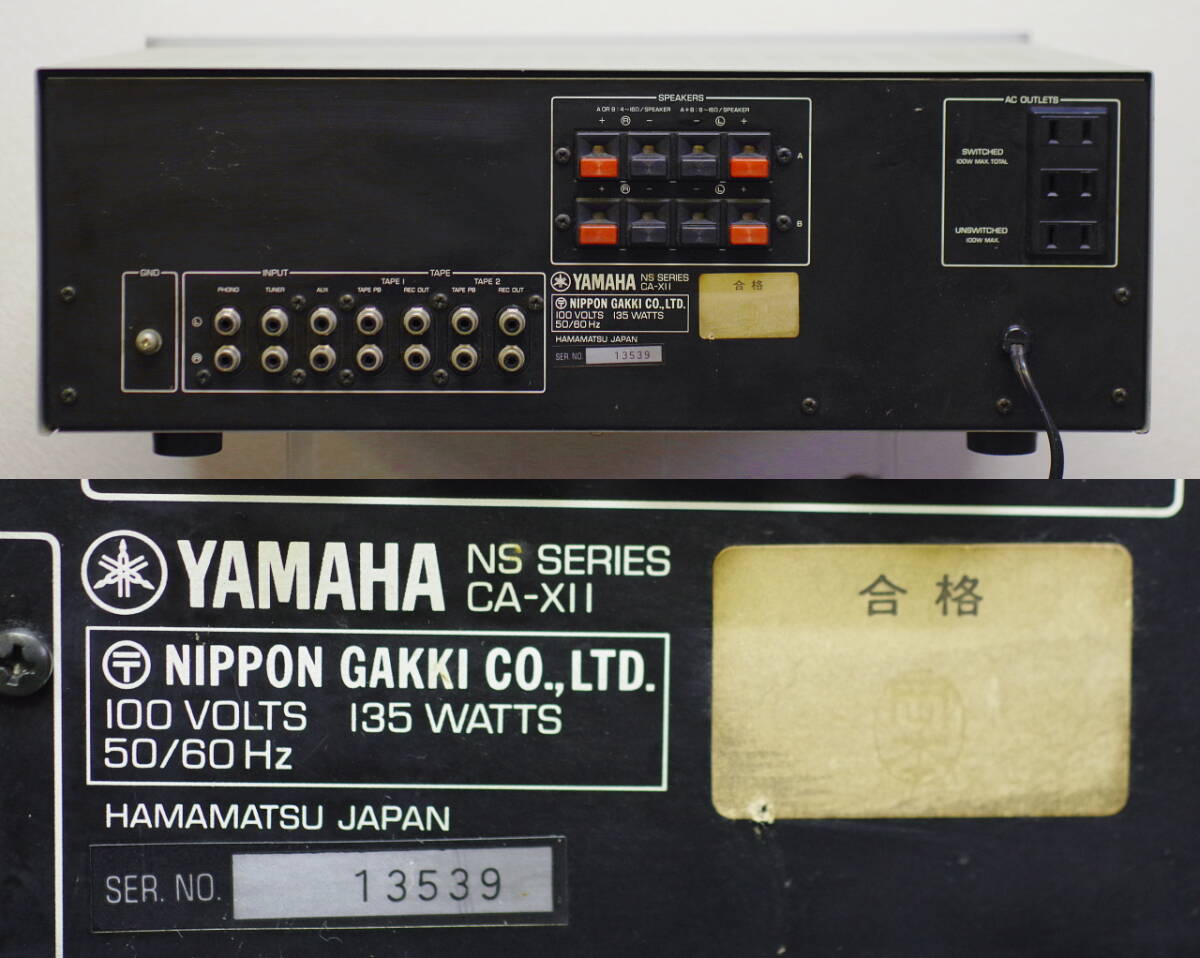 SPEAKERS
A OR B : 4~16Ω / SPEAKER A + B : 8~16Ω / SPEAKER
+ R − − L +
A
+ R − − L +
B
AC OUTLETS
SWITCHED
100W MAX. TOTAL
UNSWITCHED
100W MAX.
GND
INPUT TAPE
TAPE 1 TAPE 2
PHONO TUNER AUX TAPE PB REC OUT TAPE PB REC OUT
L
R
YAMAHA NS SERIES
CA-XII
NIPPON GAKKI CO., LTD.
100 VOLTS 135 WATTS
50/60 Hz
HAMAMATSU JAPAN
SER. NO. 13539
合格
YAMAHA NS SERIES
CA-XII
〒 NIPPON GAKKI CO., LTD.
100 VOLTS 135 WATTS
50/60 Hz
HAMAMATSU JAPAN
SER. NO. 13539
合格